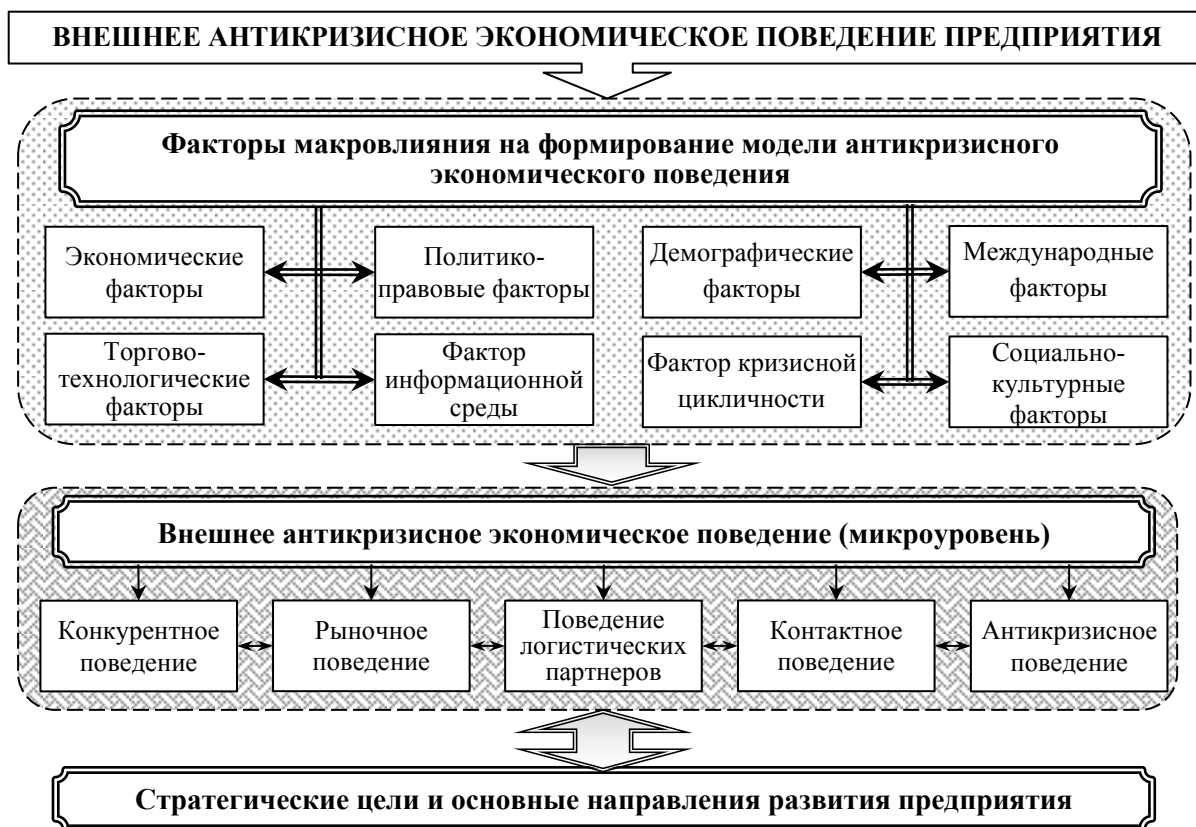 ВНЕШНЕЕ АНТИКРИЗИСНОЕ ЭКОНОМИЧЕСКОЕ ПОВЕДЕНИЕ ПРЕДПРИЯТИЯ
Факторы макровлияния на формирование модели антикризисного
экономического поведения
Экономические
факторы
Политико-
правовые факторы
Демографические
факторы
Международные
факторы
Торгово-
технологические
факторы
Фактор
информационной
среды
Фактор кризисной
цикличности
Социально-
культурные
факторы
Внешнее антикризисное экономическое поведение (микроуровень)
Конкурентное
поведение
Рыночное
поведение
Поведение
логистических
партнеров
Контактное
поведение
Антикризисное
поведение
Стратегические цели и основные направления развития предприятия